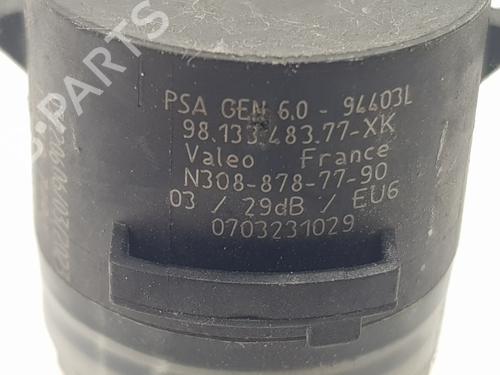 PSA GEN 6.0 - 94403L
98.133.483.77-XK
Valeo France
N308-878-77-90
03 / 29dB / EU6
0703231029